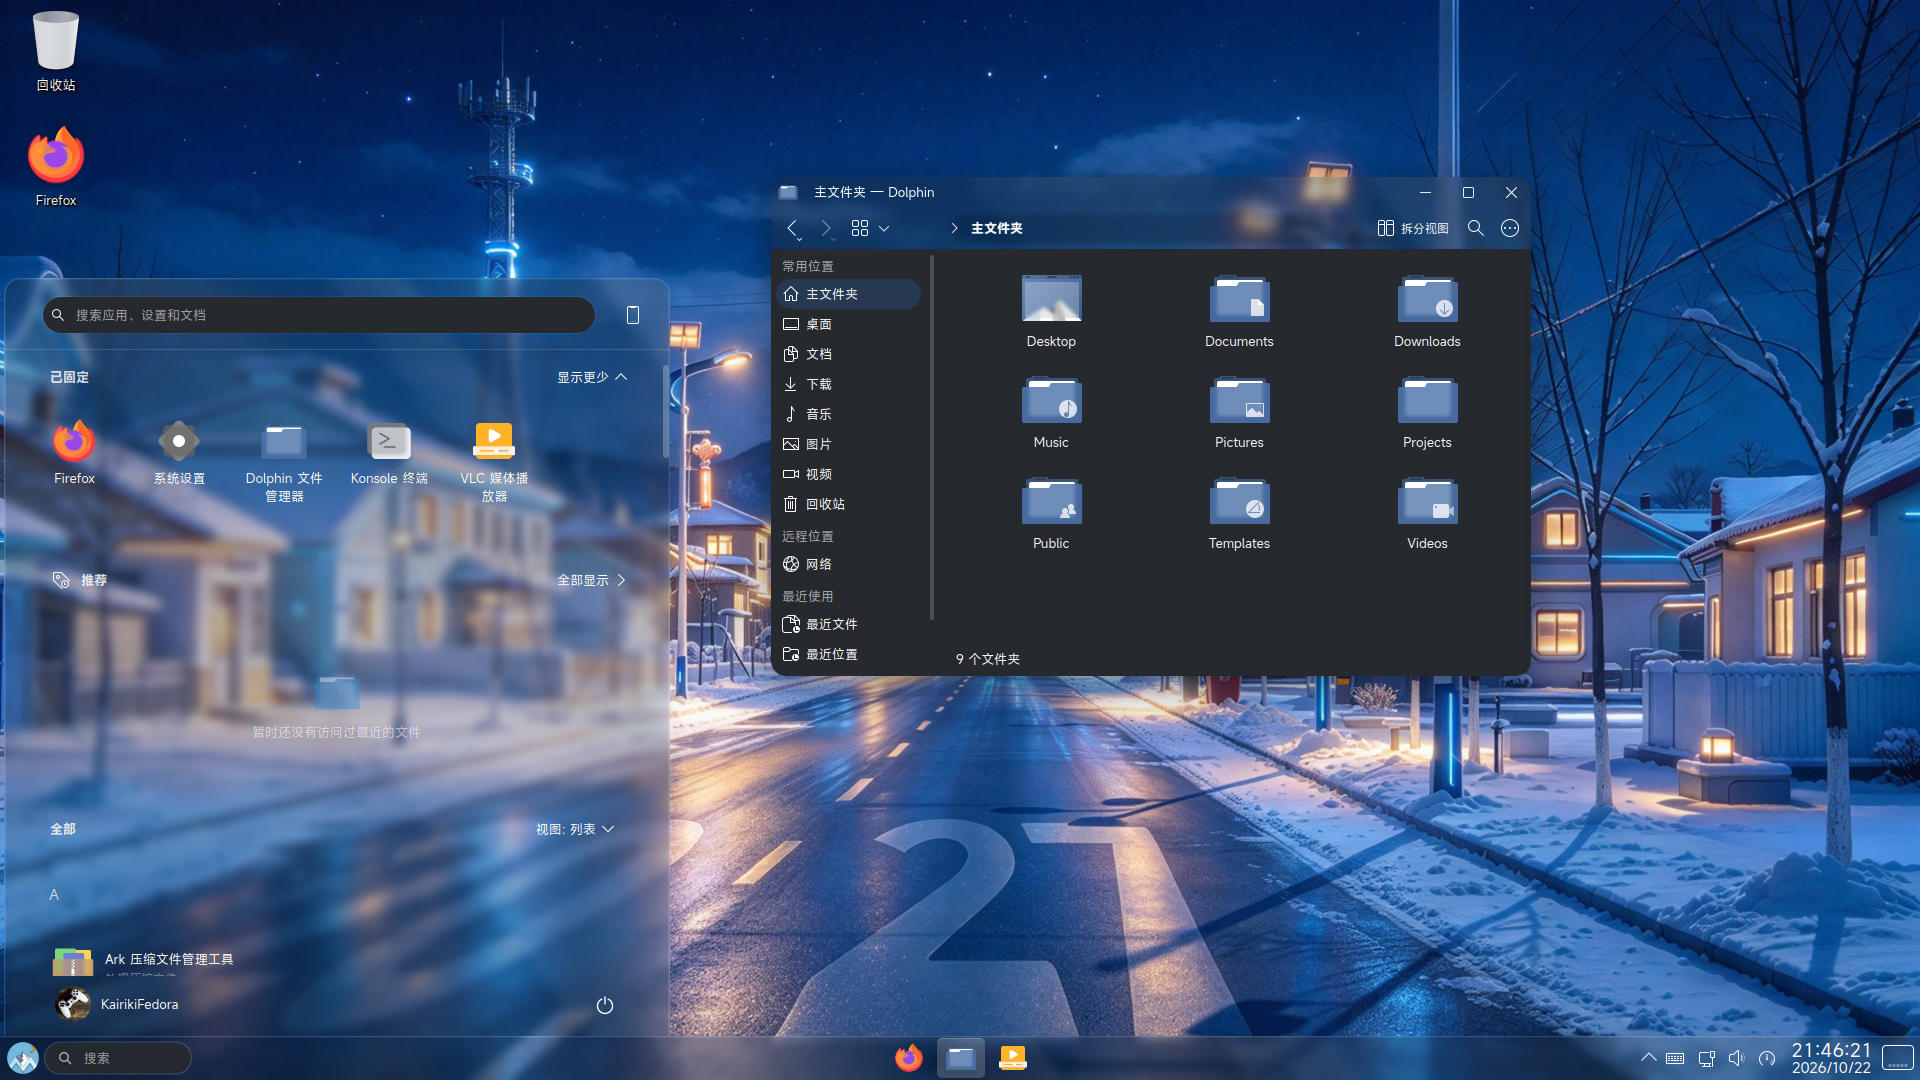 回收站
Firefox
搜索应用、设置和文档
已固定
显示更少
Firefox
系统设置
Dolphin 文件
管理器
Konsole 终端
VLC 媒体播
放器
推荐
全部显示
暂时还没有访问过最近的文件
全部
视图: 列表
A
Ark 压缩文件管理工具
KairikiFedora
主文件夹 — Dolphin
主文件夹
拆分视图
常用位置
主文件夹
桌面
文档
下载
音乐
图片
视频
回收站
远程位置
网络
最近使用
最近文件
最近位置
Desktop
Documents
Downloads
Music
Pictures
Projects
Public
Templates
Videos
9 个文件夹
27
搜索
21:46:21
2026/10/22